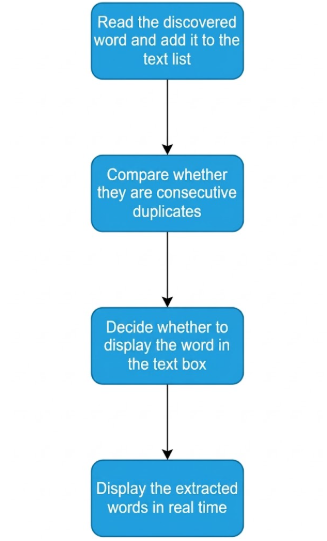 Read the discovered
word and add it to the
text list
Compare whether
they are consecutive
duplicates
Decide whether to
display the word in
the text box
Display the extracted
words in real time